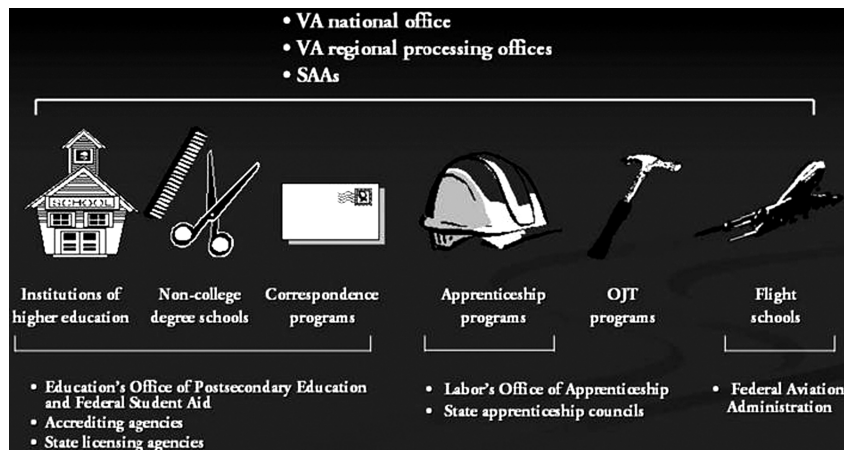 • VA national office
• VA regional processing offices
• SAAs
SCHOOL
Institutions of
higher education
Non-college
degree schools
Correspondence
programs
Apprenticeship
programs
OJT
programs
Flight
schools
• Education's Office of Postsecondary Education
and Federal Student Aid
• Accrediting agencies
• State licensing agencies
• Labor's Office of Apprenticeship
• State apprenticeship councils
• Federal Aviation
Administration